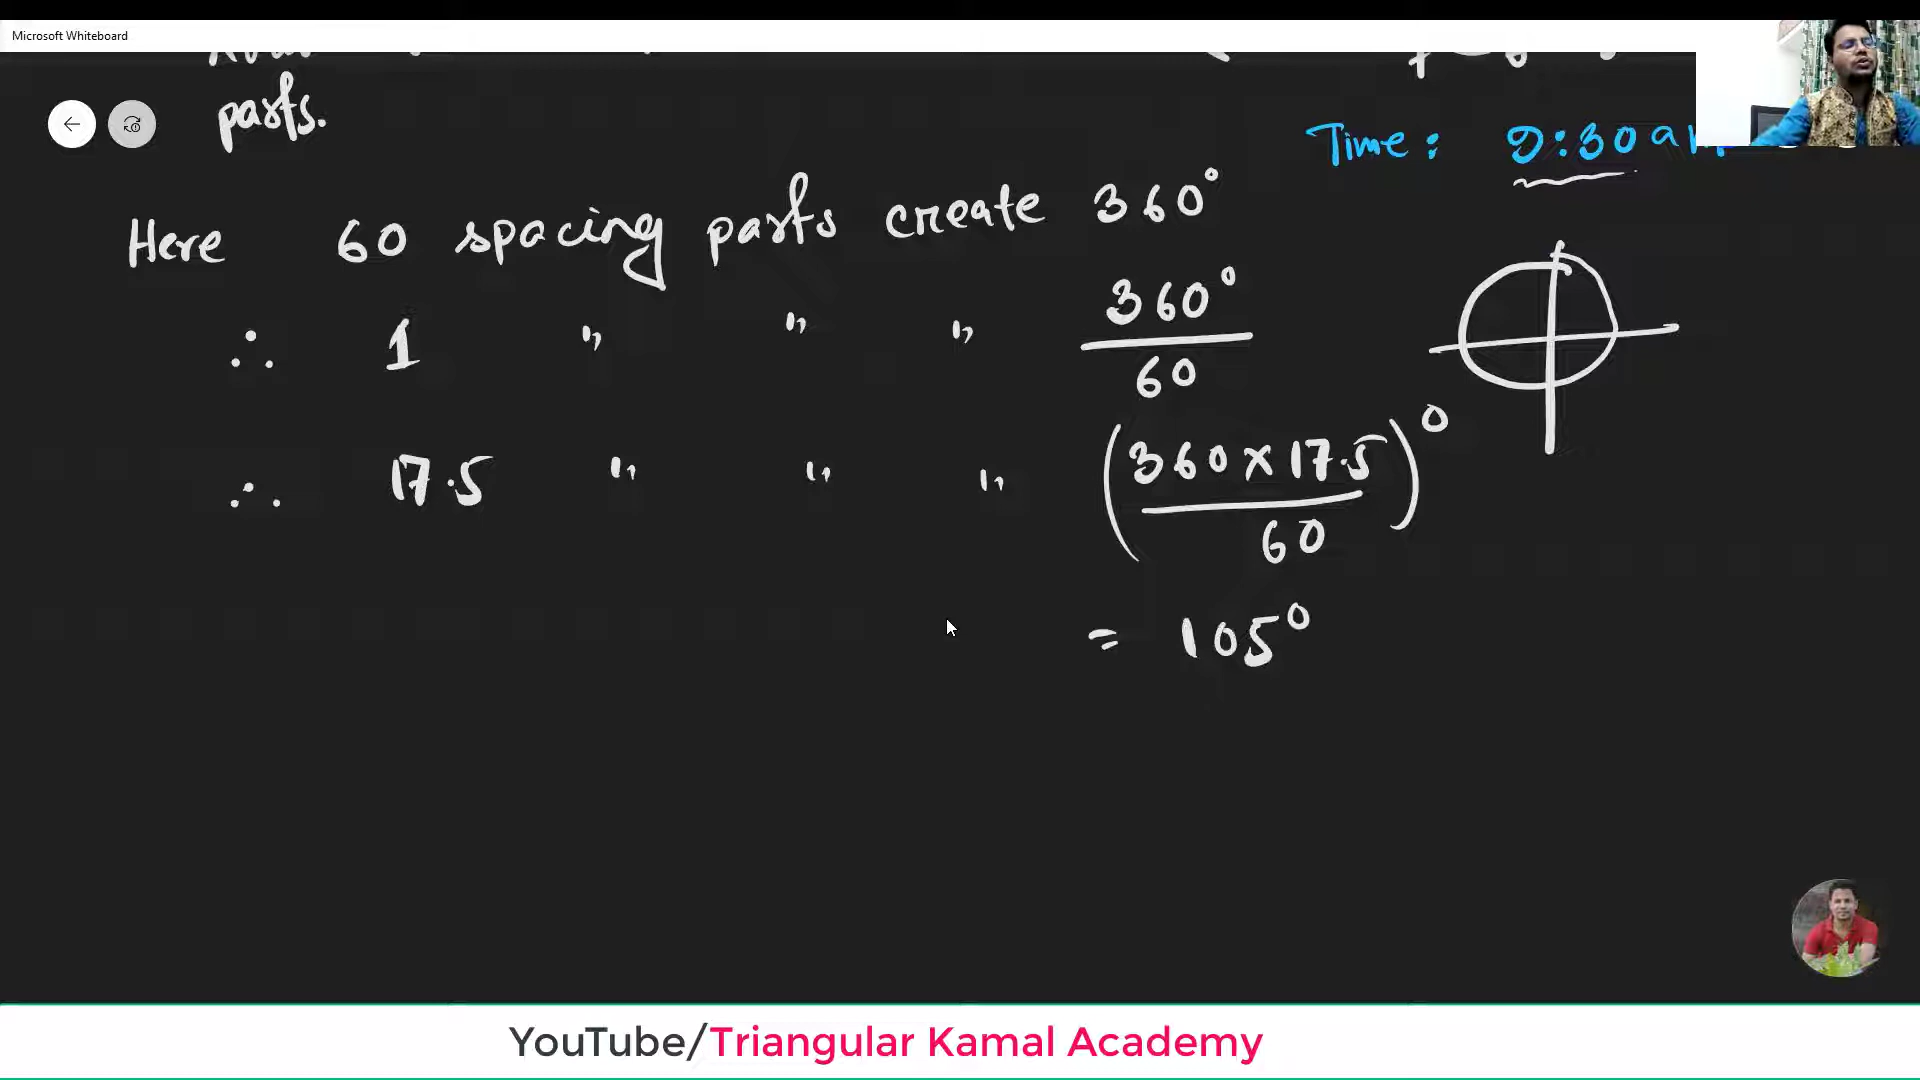 Microsoft Whiteboard
parts.
Time: 9:30 am
Here 60 spacing parts create 360°
∴ 1 " " " 360° / 60
∴ 17.5 " " " (360 × 17.5 / 60)°
= 105°
YouTube/Triangular Kamal Academy